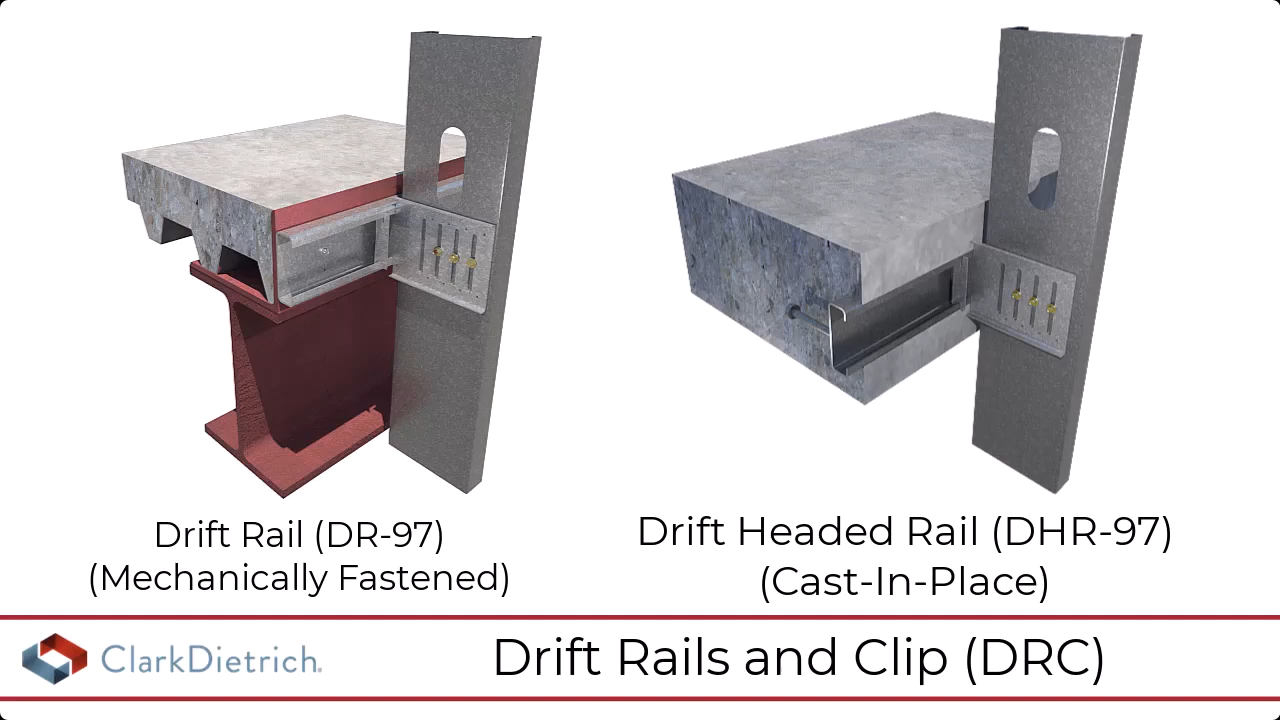 Drift Rail (DR-97)
(Mechanically Fastened)
Drift Headed Rail (DHR-97)
(Cast-In-Place)
ClarkDietrich.
Drift Rails and Clip (DRC)